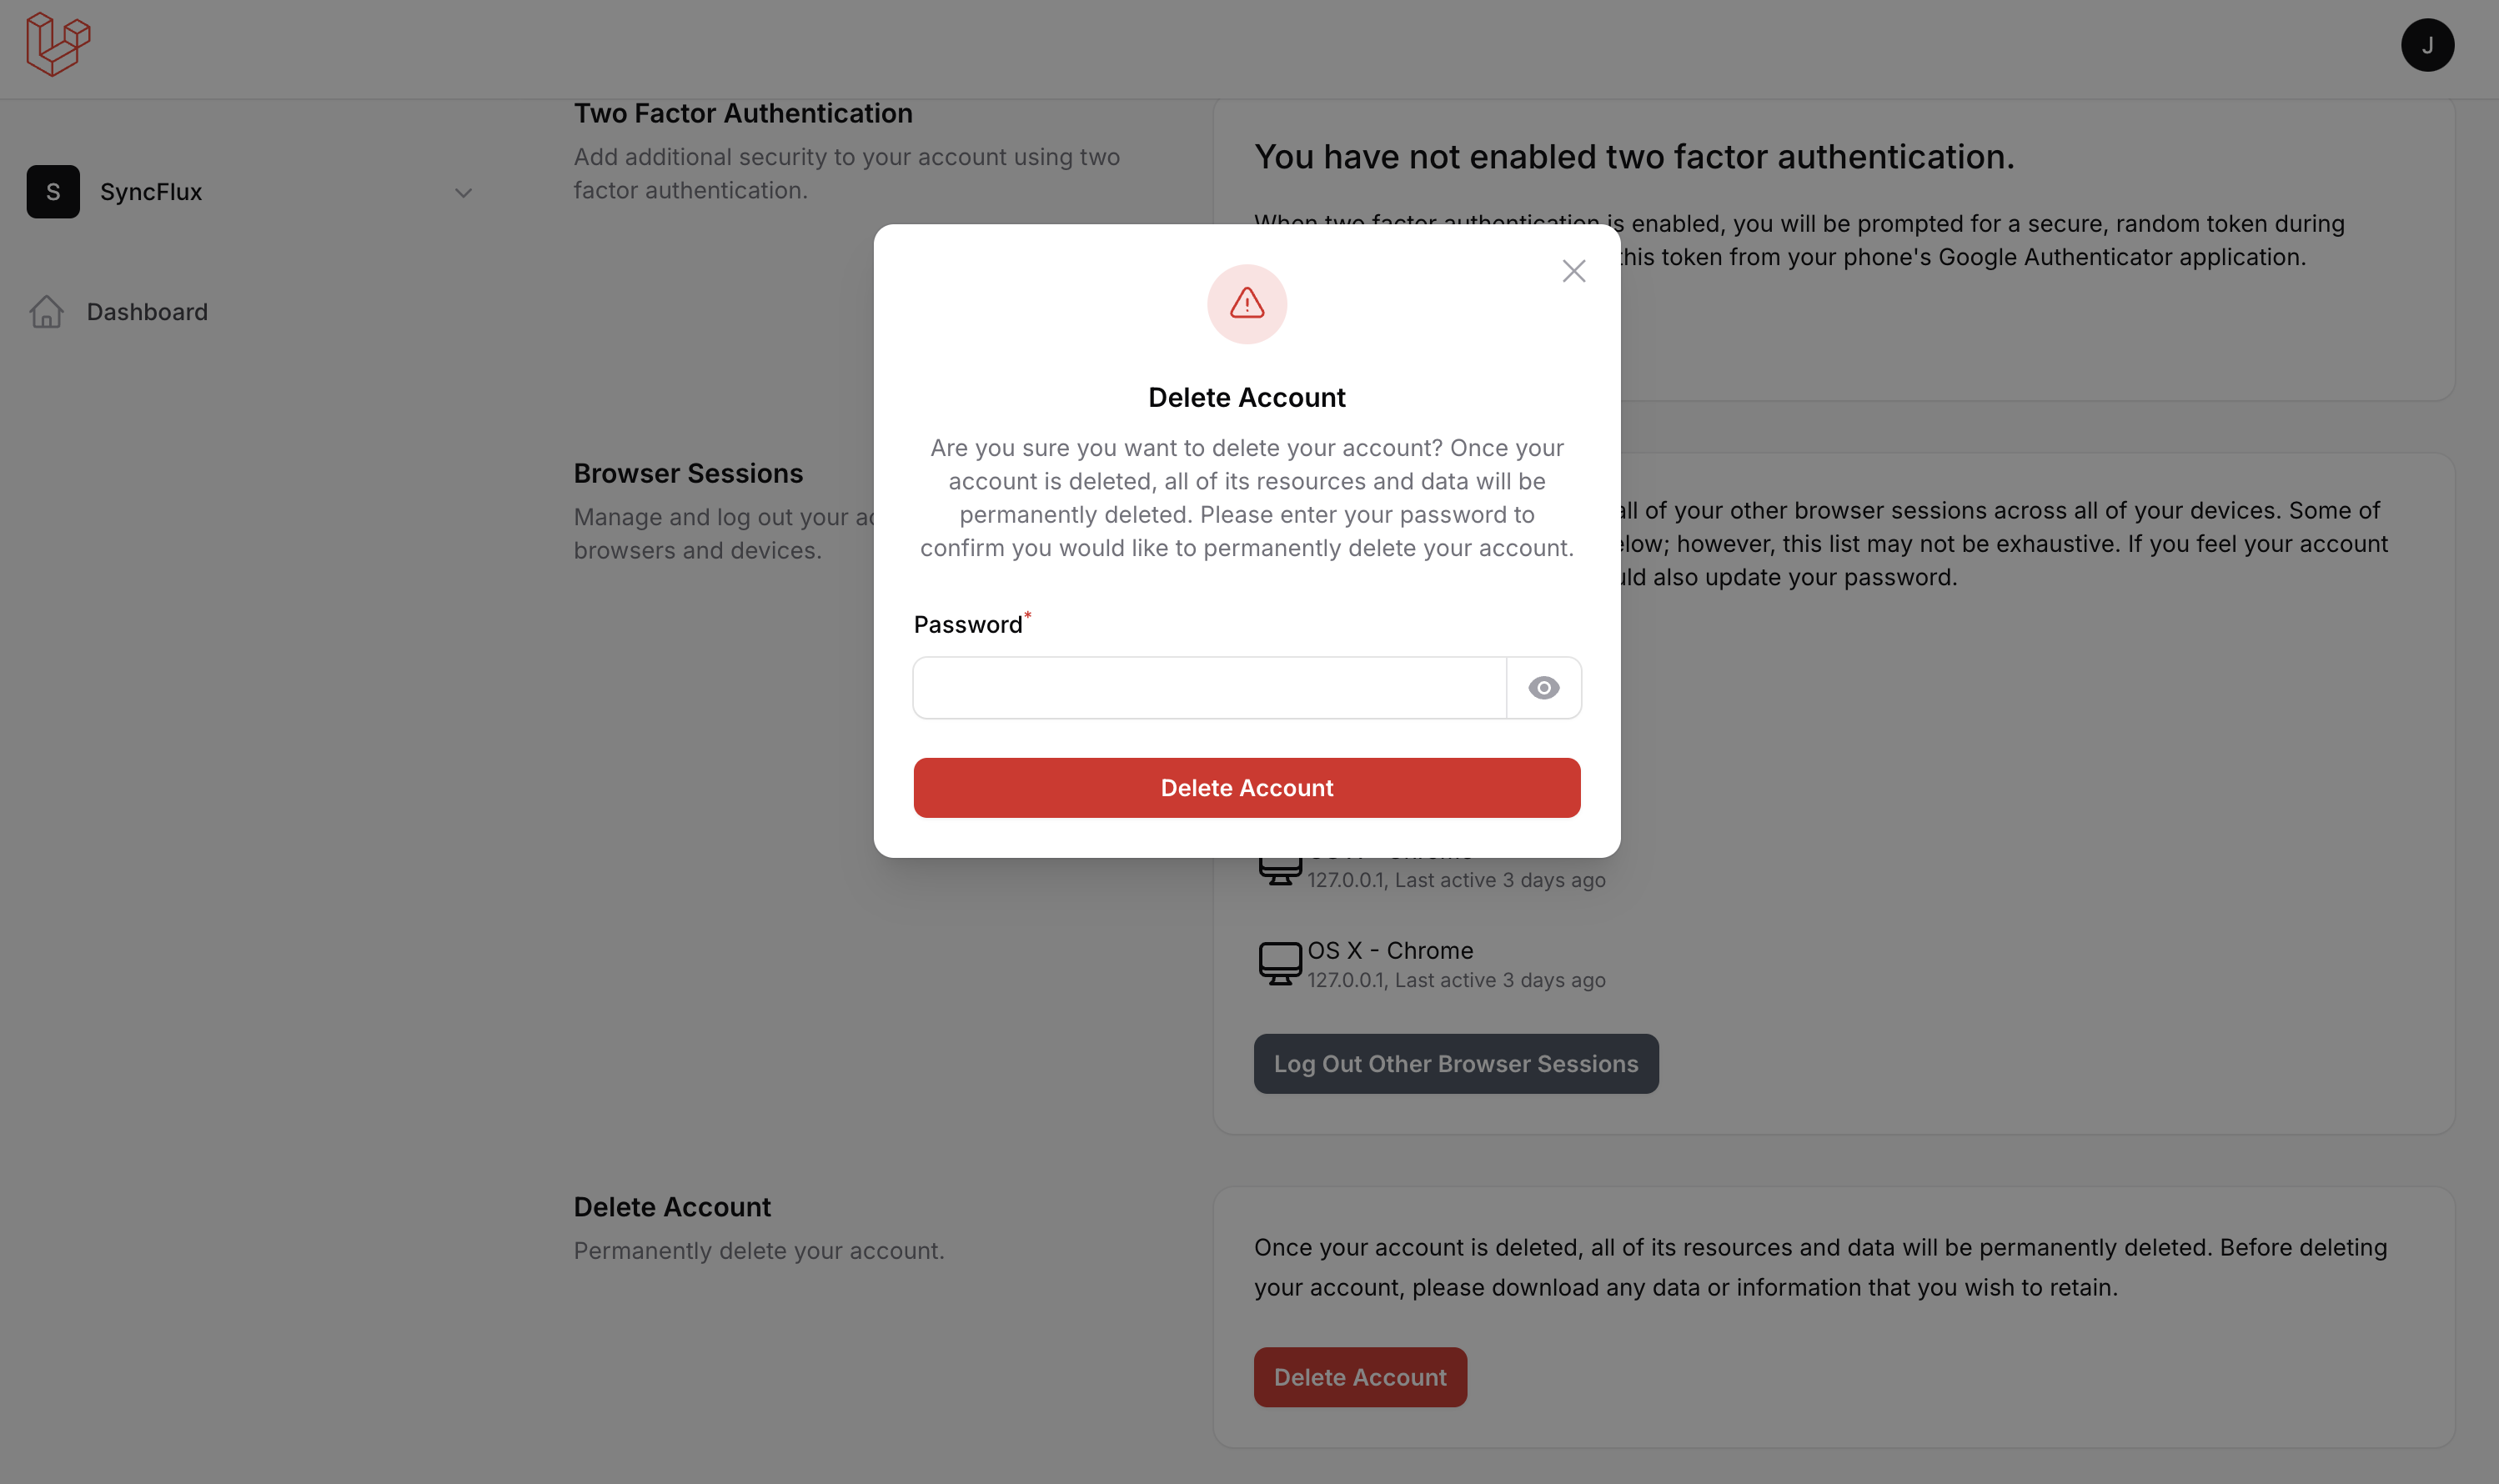 J
S
SyncFlux
Dashboard
Two Factor Authentication
Add additional security to your account using two
factor authentication.
You have not enabled two factor authentication.
When two factor authentication is enabled, you will be prompted for a secure, random token during
this token from your phone's Google Authenticator application.
Delete Account
Are you sure you want to delete your account? Once your
account is deleted, all of its resources and data will be
permanently deleted. Please enter your password to
confirm you would like to permanently delete your account.
Password*
Delete Account
Browser Sessions
Manage and log out your
browsers and devices.
all of your other browser sessions across all of your devices. Some of
however, this list may not be exhaustive. If you feel your account
also update your password.
127.0.0.1, Last active 3 days ago
OS X - Chrome
127.0.0.1, Last active 3 days ago
Log Out Other Browser Sessions
Delete Account
Permanently delete your account.
Once your account is deleted, all of its resources and data will be permanently deleted. Before deleting
your account, please download any data or information that you wish to retain.
Delete Account